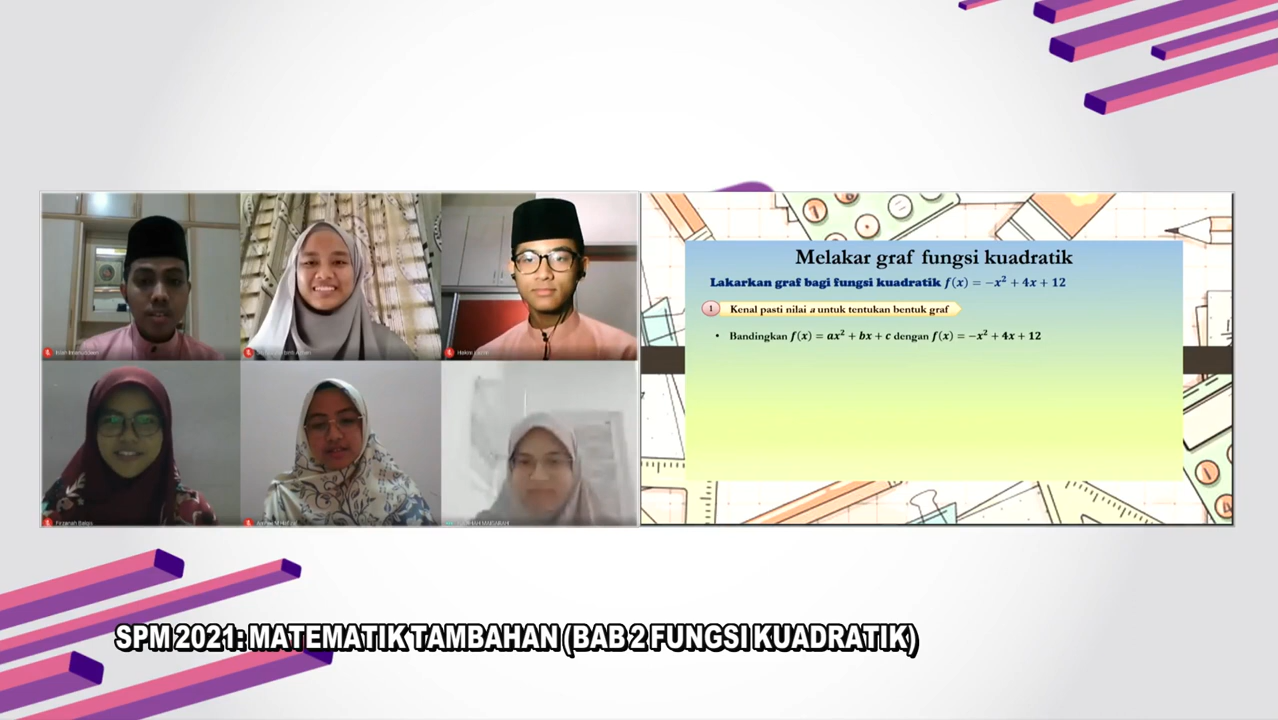 Melakar graf fungsi kuadratik
Lakarkan graf bagi fungsi kuadratik f(x) = −x² + 4x + 12
1 Kenal pasti nilai a untuk tentukan bentuk graf
• Bandingkan f(x) = ax² + bx + c dengan f(x) = −x² + 4x + 12
SPM 2021: MATEMATIK TAMBAHAN (BAB 2 FUNGSI KUADRATIK)